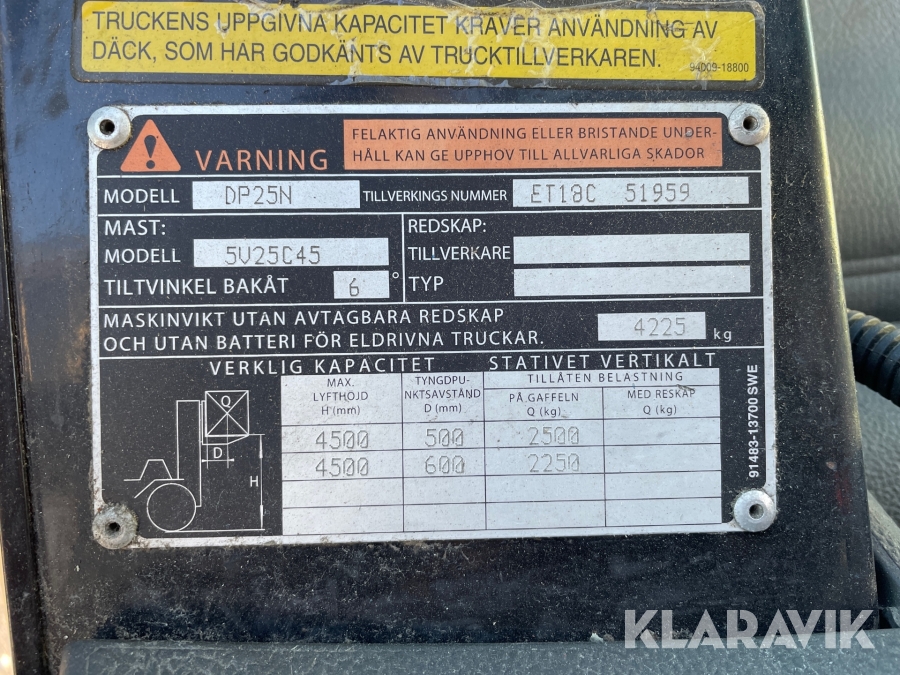 TRUCKENS UPPGIVNA KAPACITET KRÄVER ANVÄNDNING AV
DÄCK, SOM HAR GODKÄNTS AV TRUCKTILLVERKAREN.
94009-18800
VARNING
FELAKTIG ANVÄNDNING ELLER BRISTANDE UNDER-
HÅLL KAN GE UPPHOV TILL ALLVARLIGA SKADOR
MODELL DP25N TILLVERKINGS NUMMER ET18C 51959
MAST:
MODELL 5V25C45
TILTVINKEL BAKÅT 6 °
REDSKAP:
TILLVERKARE
TYP
MASKINVIKT UTAN AVTAGBARA REDSKAP
OCH UTAN BATTERI FÖR ELDRIVNA TRUCKAR. 4225 kg
VERKLIG KAPACITET STATIVET VERTIKALT
MAX.
LYFTHÖJD
H (mm)
TYNGDPU-
NKTSAVSTÅND
D (mm)
TILLÅTEN BELASTNING
PÅ GAFFELN
Q (kg)
MED RESKAP
Q (kg)
4500 500 2500
4500 600 2250
Q
D
H
91483-13700 SWE
KLARAVIK